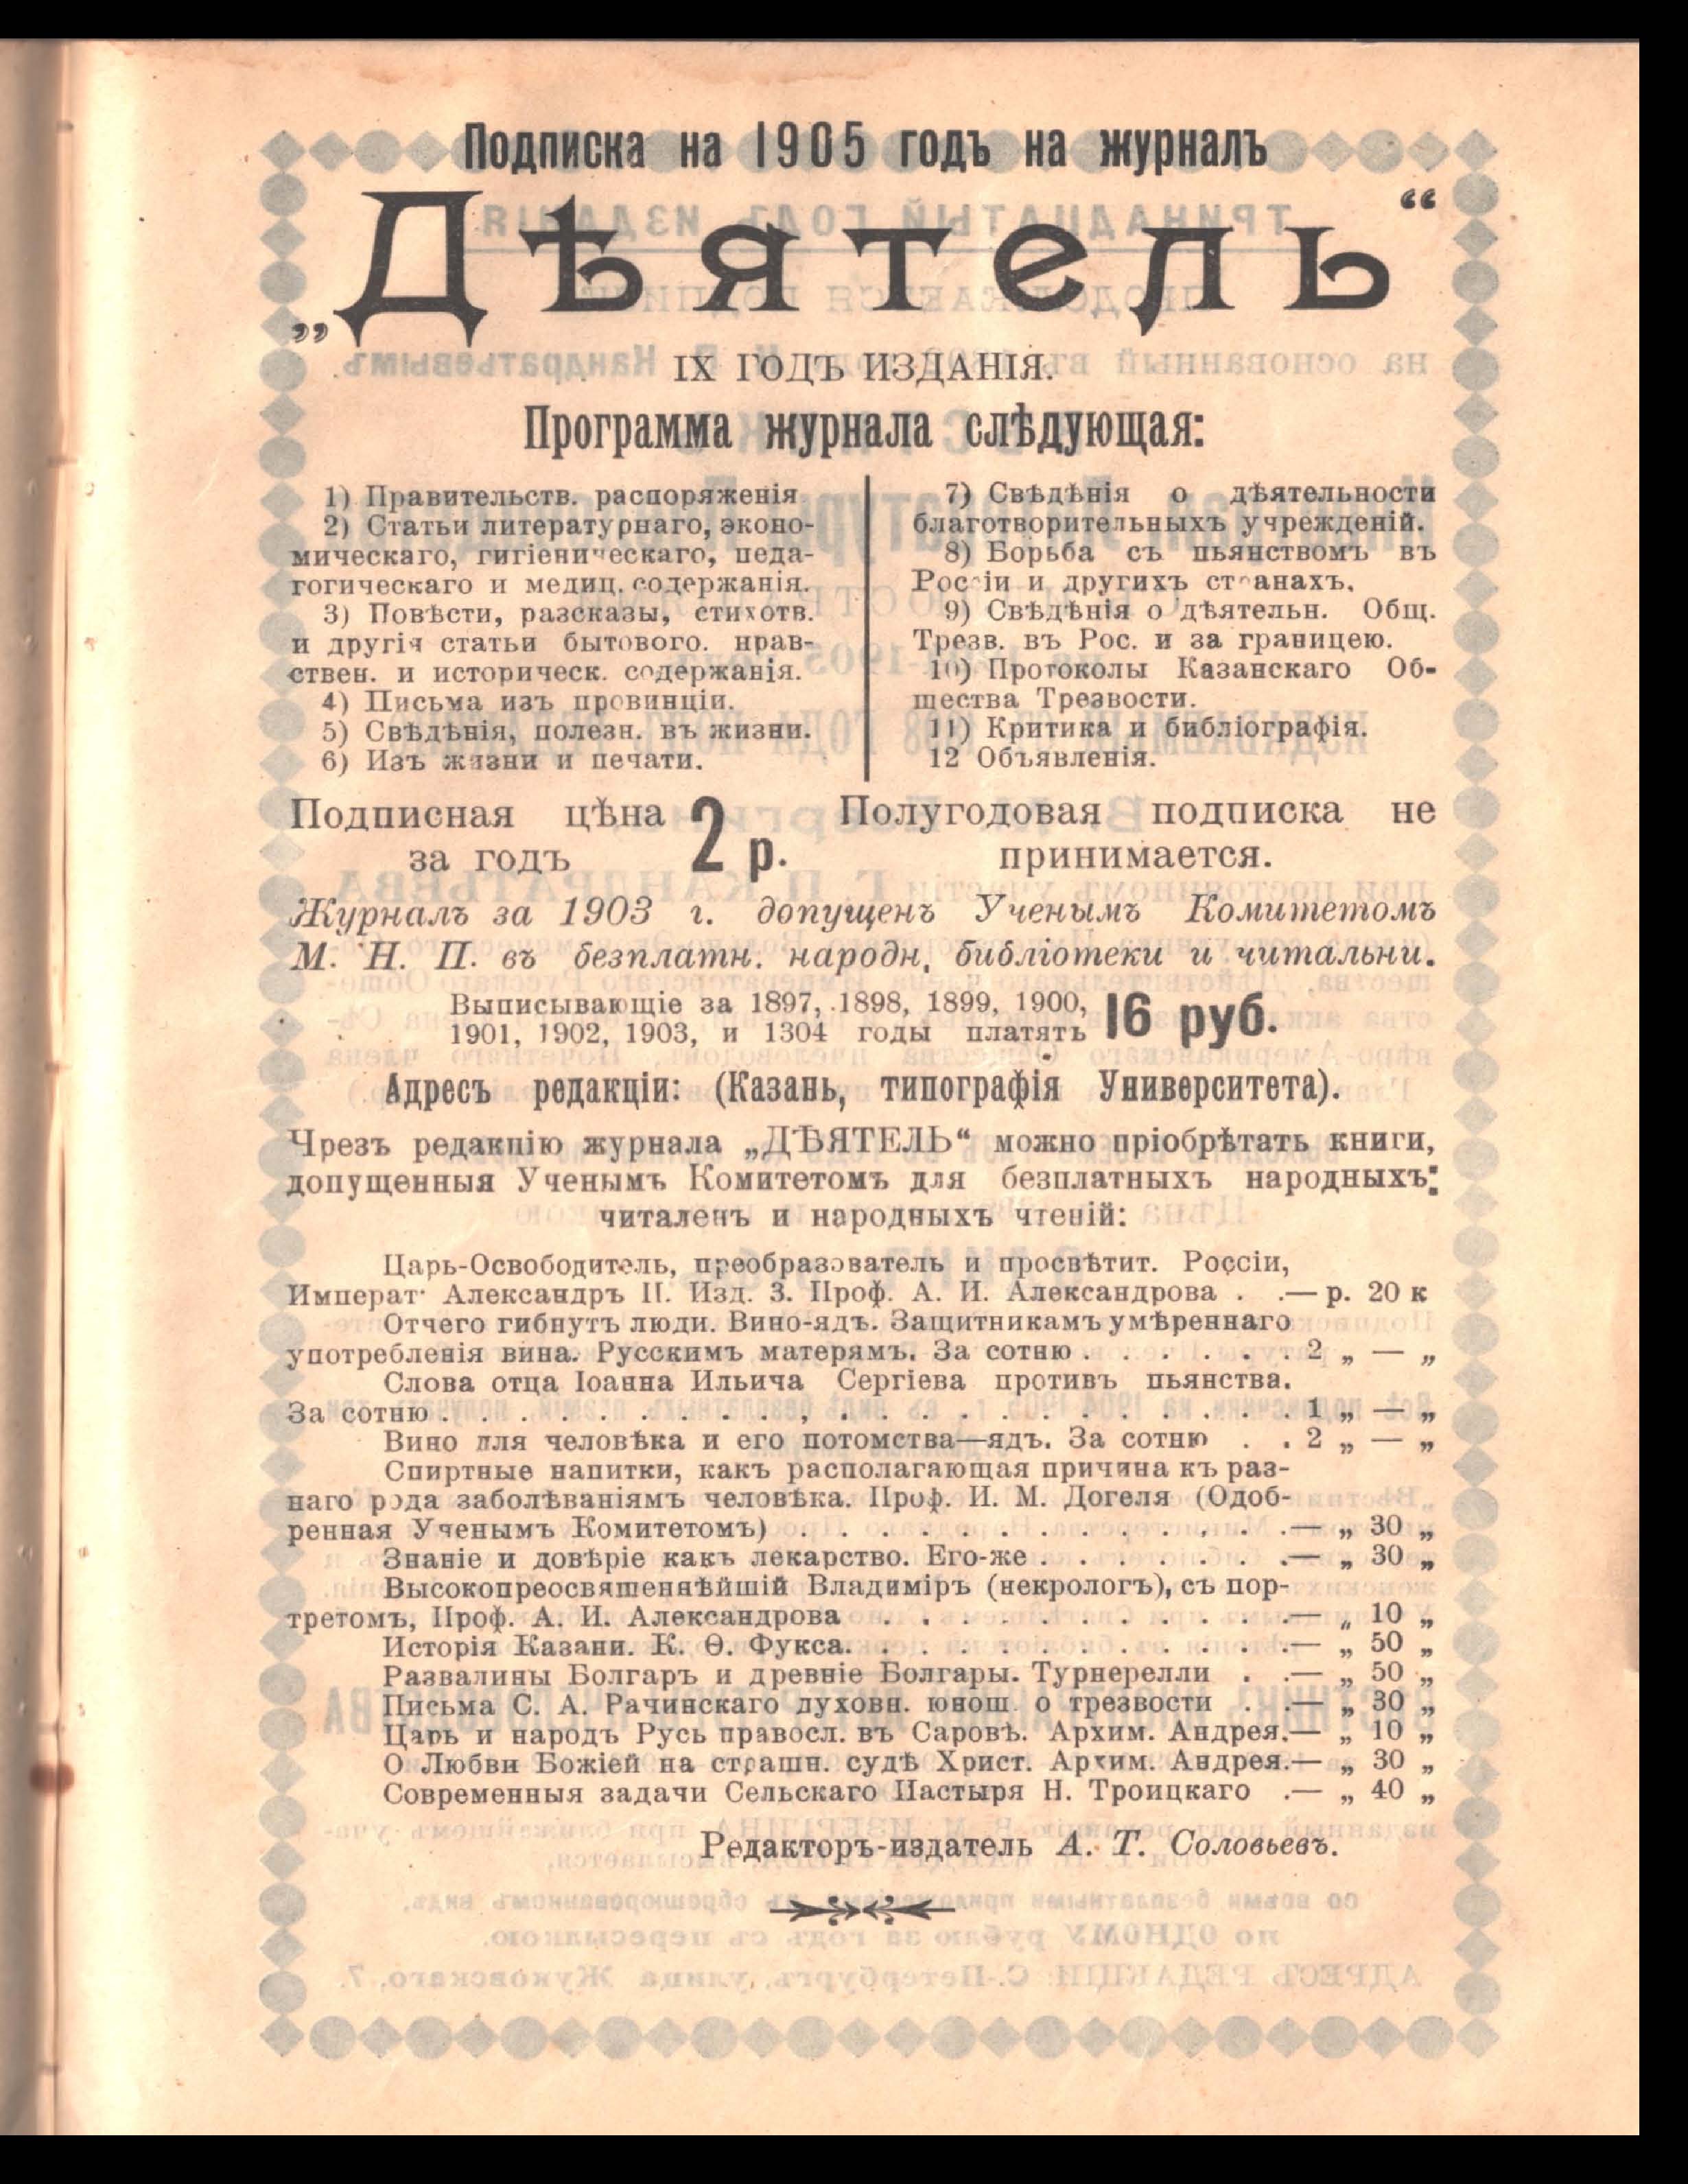 Подписка на 1905 годъ на журналъ
„Дѣятель“
IX ГОДЪ ИЗДАНІЯ.
Программа журнала слѣдующая:
1) Правительств. распоряженія
2) Статьи литературнаго, эконо-
мическаго, гигіеническаго, педа-
гогическаго и медиц. содержанія.
3) Повѣсти, разсказы, стихотв.
и другія статьи бытового. нрав-
ствен. и историческ. содержанія.
4) Письма изъ провинціи.
5) Свѣдѣнія, полезн. въ жизни.
6) Изъ жизни и печати.
7) Свѣдѣнія о дѣятельности
благотворительныхъ учрежденій.
8) Борьба съ пьянствомъ въ
Россіи и другихъ странахъ.
9) Свѣдѣнія о дѣятельн. Общ.
Трезв. въ Рос. и за границею.
10) Протоколы Казанскаго Об-
щества Трезвости.
11) Критика и библіографія.
12 Объявленія.
Подписная цѣна
за годъ
2 р.
Полугодовая подписка не
принимается.
Журналъ за 1903 г. допущенъ Ученымъ Комитетомъ
М. Н. П. въ безплатн. народн. библіотеки и читальни.
Выписывающіе за 1897, 1898, 1899, 1900,
1901, 1902, 1903, и 1304 годы платятъ
16 руб.
Адресъ редакціи: (Казань, типографія Университета).
Чрезъ редакцію журнала „ДѢЯТЕЛЬ“ можно пріобрѣтать книги,
допущенныя Ученымъ Комитетомъ для безплатныхъ народныхъ:
читаленъ и народныхъ чтеній:
Царь-Освободитель, преобразователь и просвѣтит. Россіи,
Императ. Александръ II. Изд. 3. Проф. А. И. Александрова . .— р. 20 к
Отчего гибнутъ люди. Вино-ядъ. Защитникамъ умѣреннаго
употребленія вина. Русскимъ матерямъ. За сотню . . . . . . . 2 „ — „
Слова отца Іоанна Ильича Сергіева противъ пьянства.
За сотню . . . . . . . . . . . . . . . . . . . . . . 1 „ — „
Вино для человѣка и его потомства—ядъ. За сотню . . 2 „ — „
Спиртные напитки, какъ располагающая причина къ раз-
наго рода заболѣваніямъ человѣка. Проф. И. М. Догеля (Одоб-
ренная Ученымъ Комитетомъ) . . . . . . . . . . . . .— „ 30 „
Знаніе и довѣріе какъ лекарство. Его-же . . . . . . .— „ 30 „
Высокопреосвященнѣйшій Владиміръ (некрологъ), съ пор-
третомъ, Проф. А. И. Александрова . . . . . . . . . . .— „ 10 „
Исторія Казани. К. Ѳ. Фукса. . . . . . . . . . . .— „ 50 „
Развалины Болгаръ и древніе Болгары. Турнерелли . .— „ 50 „
Письма С. А. Рачинскаго духовн. юнош. о трезвости . .— „ 30 „
Царь и народъ Русь правосл. въ Саровѣ. Архим. Андрея.— „ 10 „
О Любви Божіей на страшн. судѣ Христ. Архим. Андрея.— „ 30 „
Современныя задачи Сельскаго Пастыря Н. Троицкаго .— „ 40 „
Редакторъ-издатель А. Т. Соловьевъ.